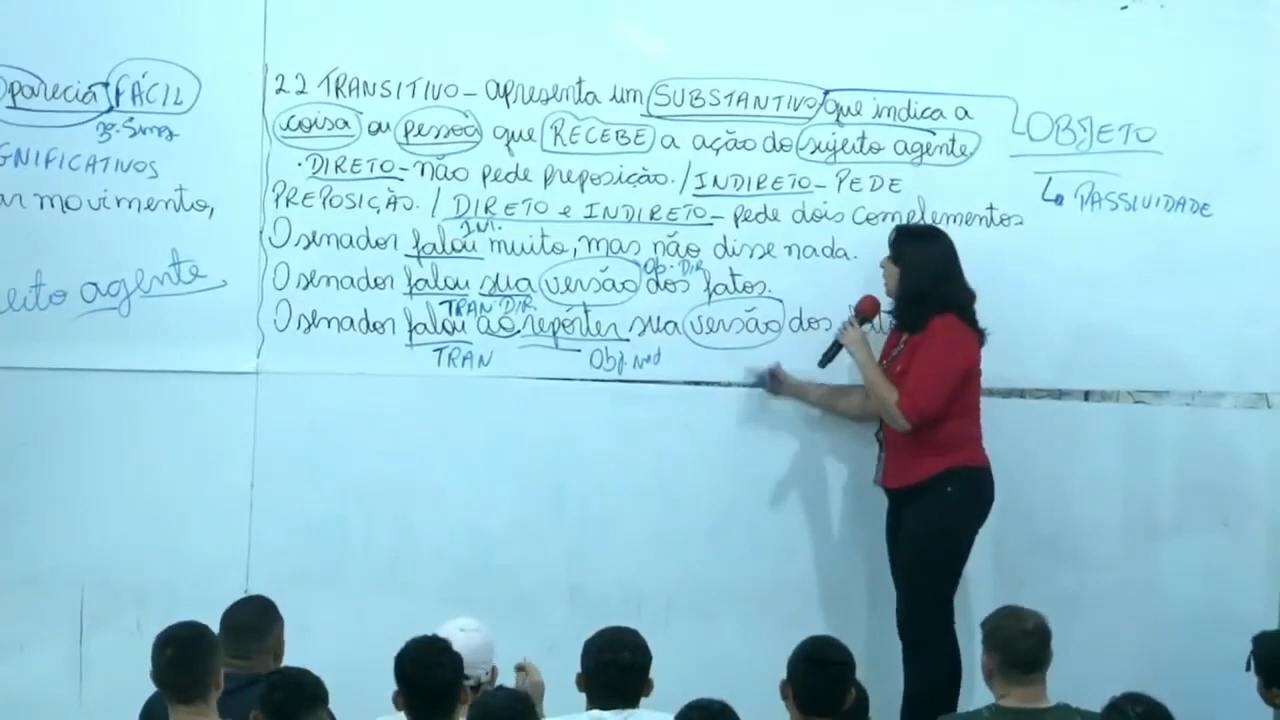 aparecia FÁCIL
GNIFICATIVOS
ar movimento,
eito agente
2.2 TRANSITIVO - apresenta um SUBSTANTIVO que indica a
coisa ou pessoa que RECEBE a ação do sujeito agente
· DIRETO - não pede preposição. / INDIRETO - PEDE
PREPOSIÇÃO. / DIRETO e INDIRETO - pede dois complementos
Int.
O senador falou muito, mas não disse nada.
Obj. DIR
O senador falou sua versão dos fatos.
TRAN DIR.
O senador falou ao repórter sua versão dos
TRAN Obj. Ind
OBJETO
↳ PASSIVIDADE